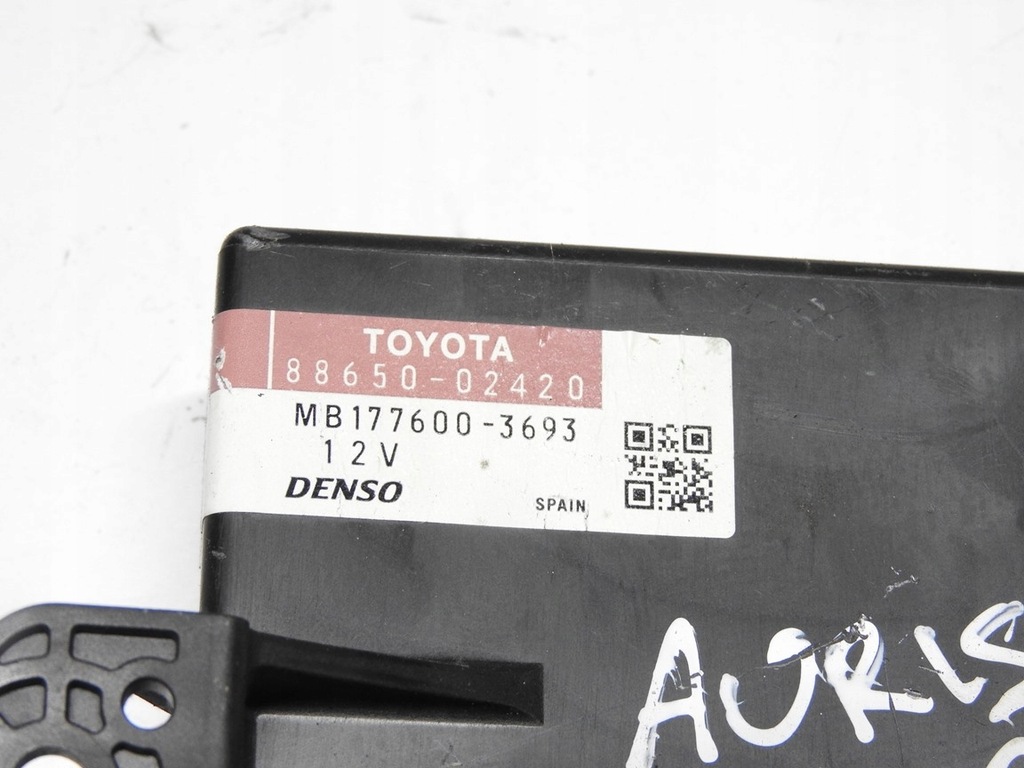 TOYOTA
88650-02420
MB177600-3693
12V
DENSO
SPAIN
AURIS